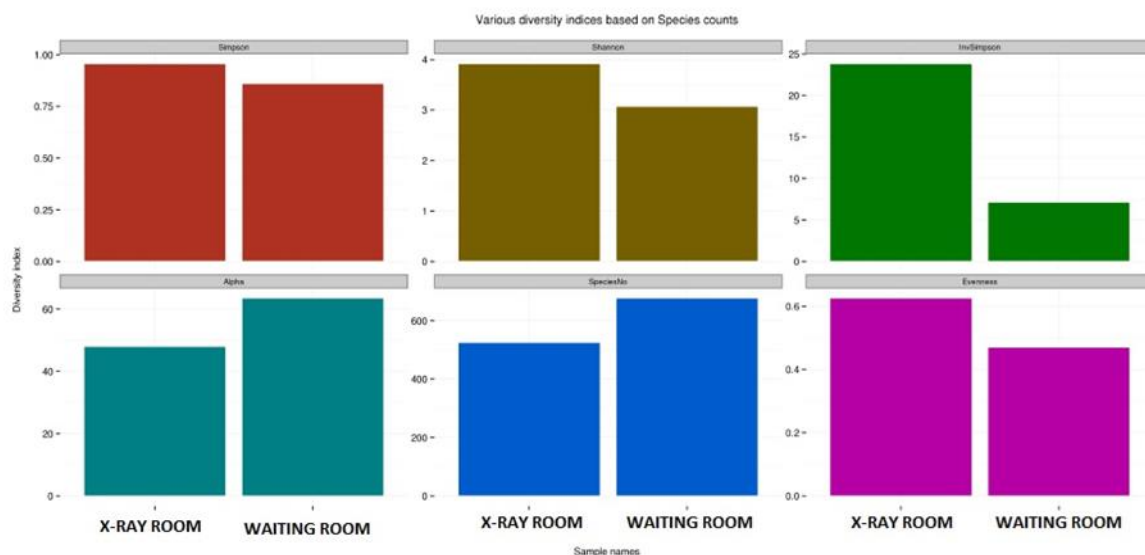 Various diversity indices based on Species counts
Simpson
Shannon
InvSimpson
1.00
0.75
0.50
0.25
0.00
4
3
2
1
0
25
20
15
10
5
0
Diversity index
Alpha
SpeciesNo
Evenness
60
40
20
0
600
400
200
0
0.6
0.4
0.2
0.0
X-RAY ROOM WAITING ROOM
X-RAY ROOM WAITING ROOM
X-RAY ROOM WAITING ROOM
Sample names